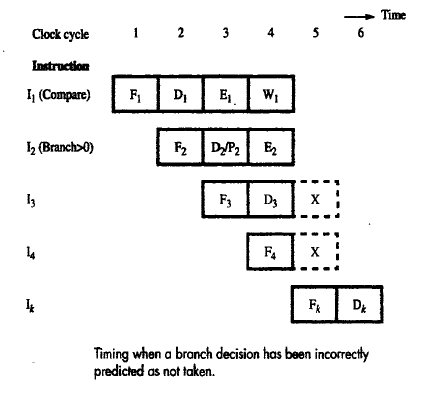 Time
Clock cycle 1 2 3 4 5 6
Instruction
I₁ (Compare) F₁ D₁ E₁ W₁
I₂ (Branch>0) F₂ D₂/P₂ E₂
I₃ F₃ D₃ X
I₄ F₄ X
Iₖ Fₖ Dₖ
Timing when a branch decision has been incorrectly
predicted as not taken.